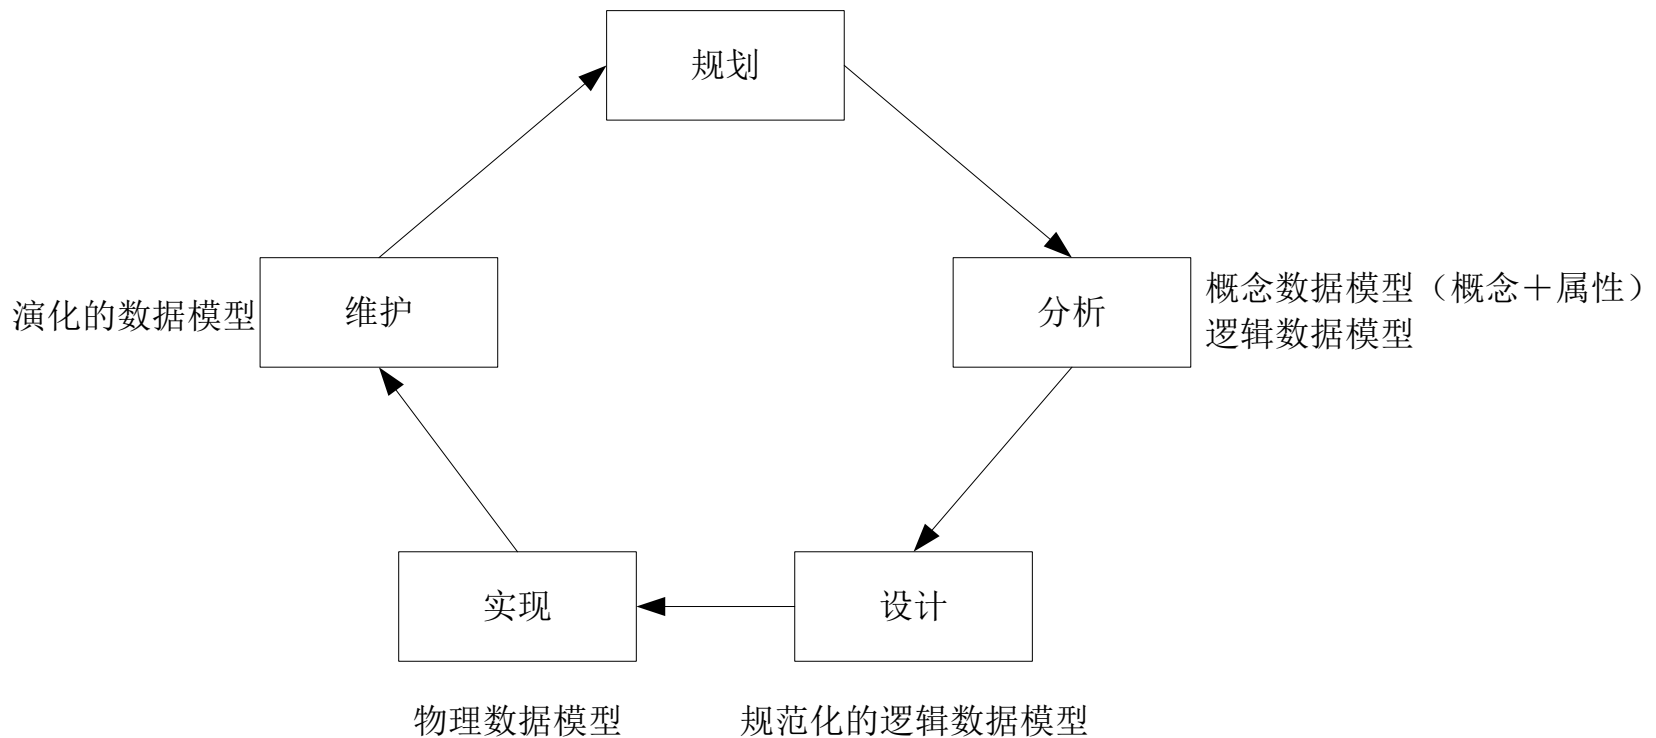 规划
演化的数据模型
维护
分析
概念数据模型（概念＋属性）
逻辑数据模型
实现
设计
物理数据模型
规范化的逻辑数据模型